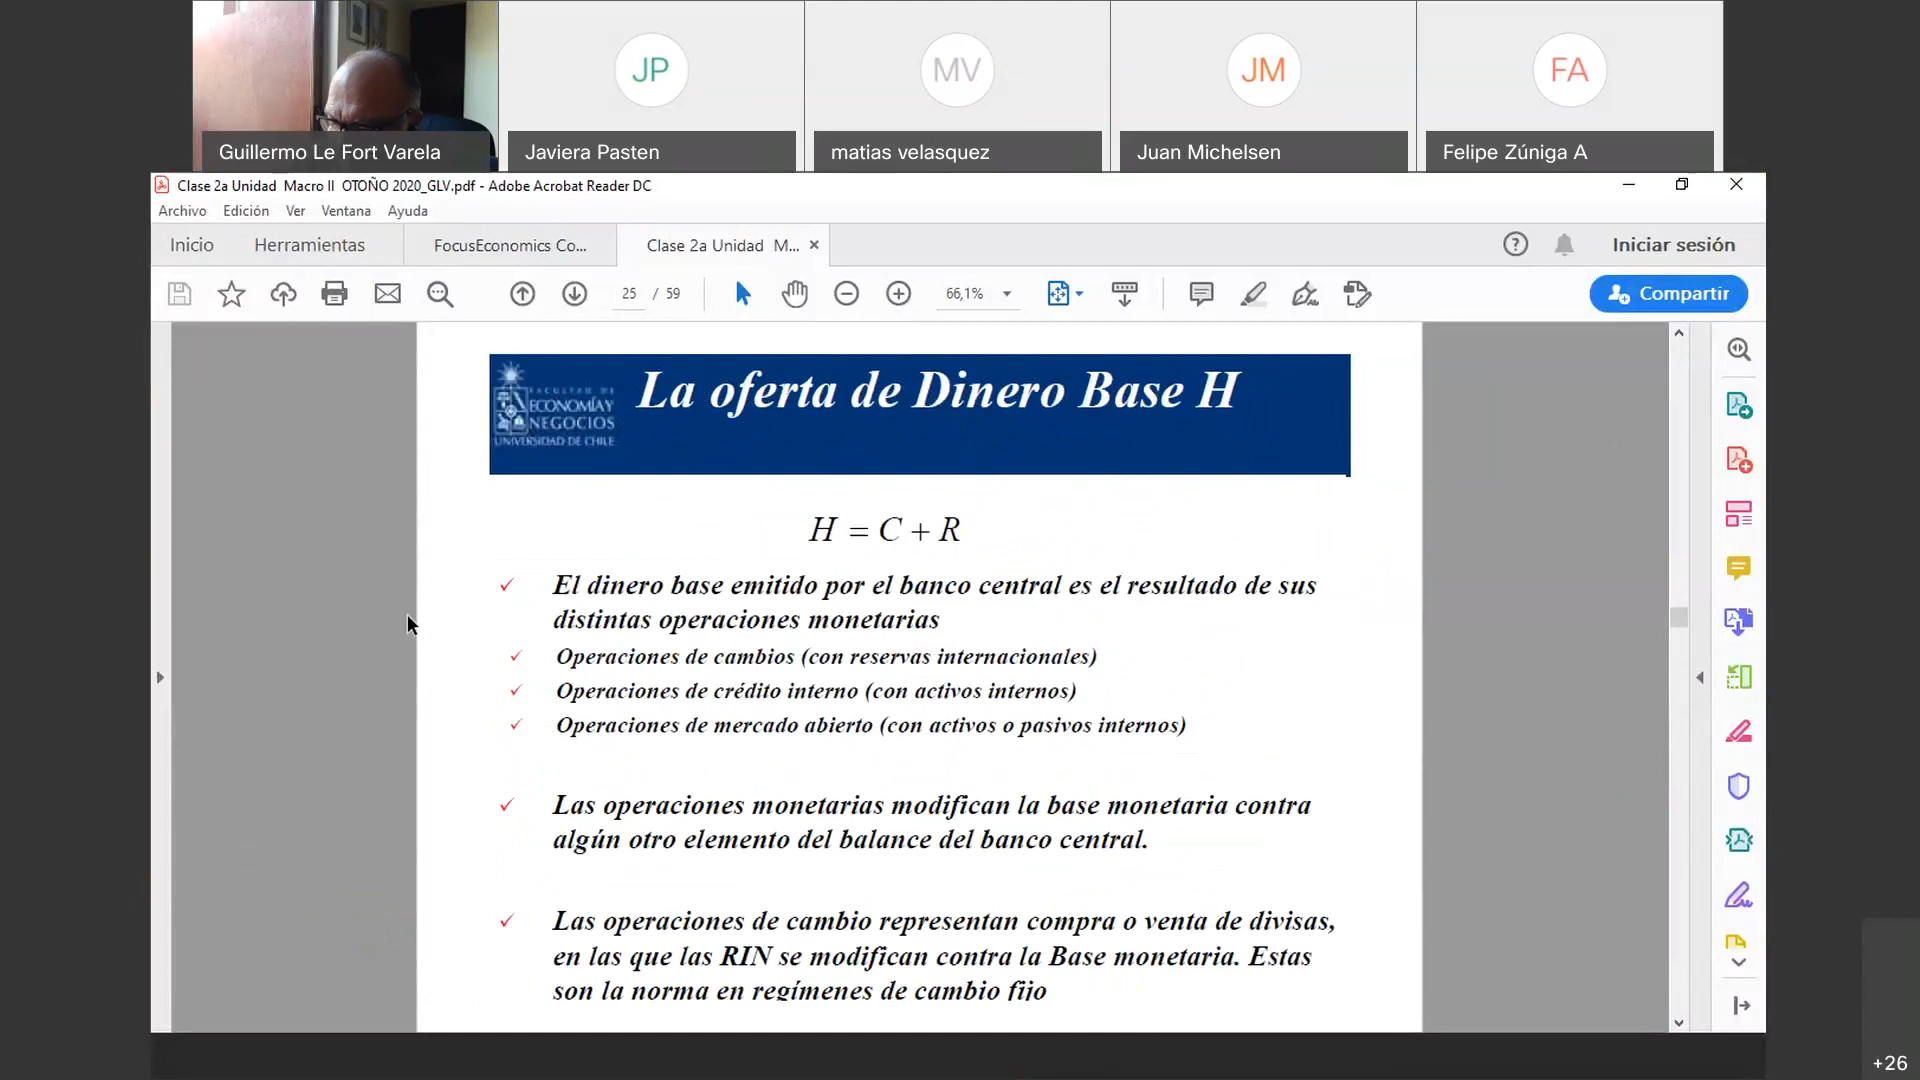 JP
MV
JM
FA
Guillermo Le Fort Varela
Javiera Pasten
matias velasquez
Juan Michelsen
Felipe Zúniga A
Clase 2a Unidad Macro II OTOÑO 2020_GLV.pdf - Adobe Acrobat Reader DC
Archivo Edición Ver Ventana Ayuda
Inicio Herramientas FocusEconomics Co... Clase 2a Unidad M... Iniciar sesión
25 / 59 66,1% Compartir
FACULTAD DE
ECONOMÍA Y
NEGOCIOS
UNIVERSIDAD DE CHILE
La oferta de Dinero Base H
H = C + R
El dinero base emitido por el banco central es el resultado de sus
distintas operaciones monetarias
Operaciones de cambios (con reservas internacionales)
Operaciones de crédito interno (con activos internos)
Operaciones de mercado abierto (con activos o pasivos internos)
Las operaciones monetarias modifican la base monetaria contra
algún otro elemento del balance del banco central.
Las operaciones de cambio representan compra o venta de divisas,
en las que las RIN se modifican contra la Base monetaria. Estas
son la norma en regímenes de cambio fijo
+26